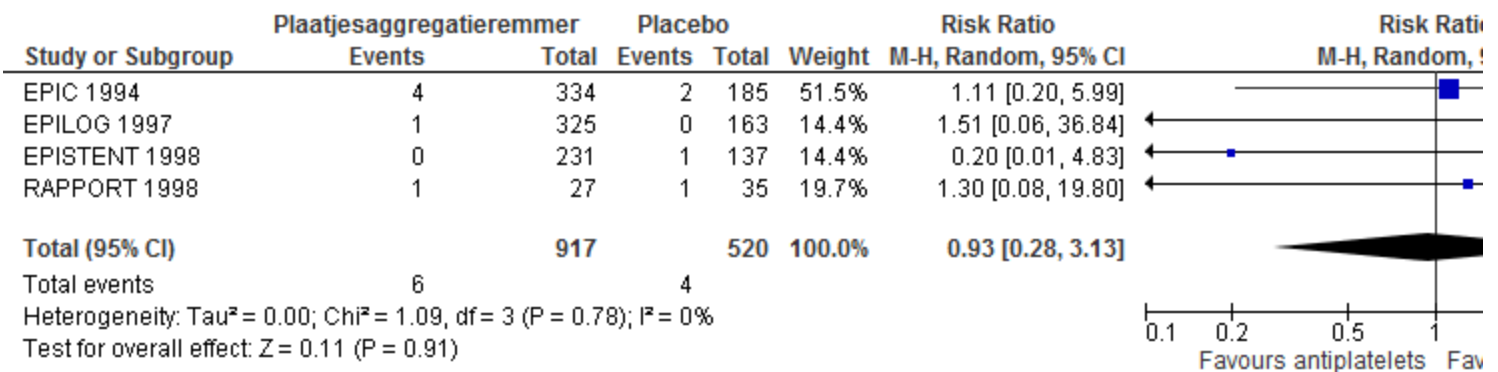 Plaatjesaggregatieremmer Placebo Risk Ratio Risk Rati
Study or Subgroup Events Total Events Total Weight M-H, Random, 95% CI M-H, Random,
EPIC 1994 4 334 2 185 51.5% 1.11 [0.20, 5.99]
EPILOG 1997 1 325 0 163 14.4% 1.51 [0.06, 36.84]
EPISTENT 1998 0 231 1 137 14.4% 0.20 [0.01, 4.83]
RAPPORT 1998 1 27 1 35 19.7% 1.30 [0.08, 19.80]
Total (95% CI) 917 520 100.0% 0.93 [0.28, 3.13]
Total events 6 4
Heterogeneity: Tau² = 0.00; Chi² = 1.09, df = 3 (P = 0.78); I² = 0%
Test for overall effect: Z = 0.11 (P = 0.91)
0.1 0.2 0.5 1
Favours antiplatelets Fav